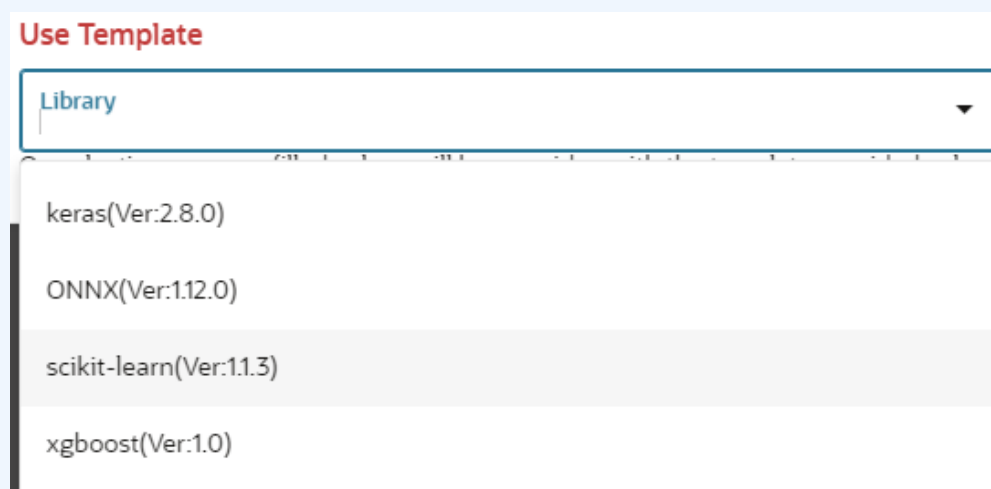 Use Template
Library
keras(Ver:2.8.0)
ONNX(Ver:1.12.0)
scikit-learn(Ver:1.1.3)
xgboost(Ver:1.0)